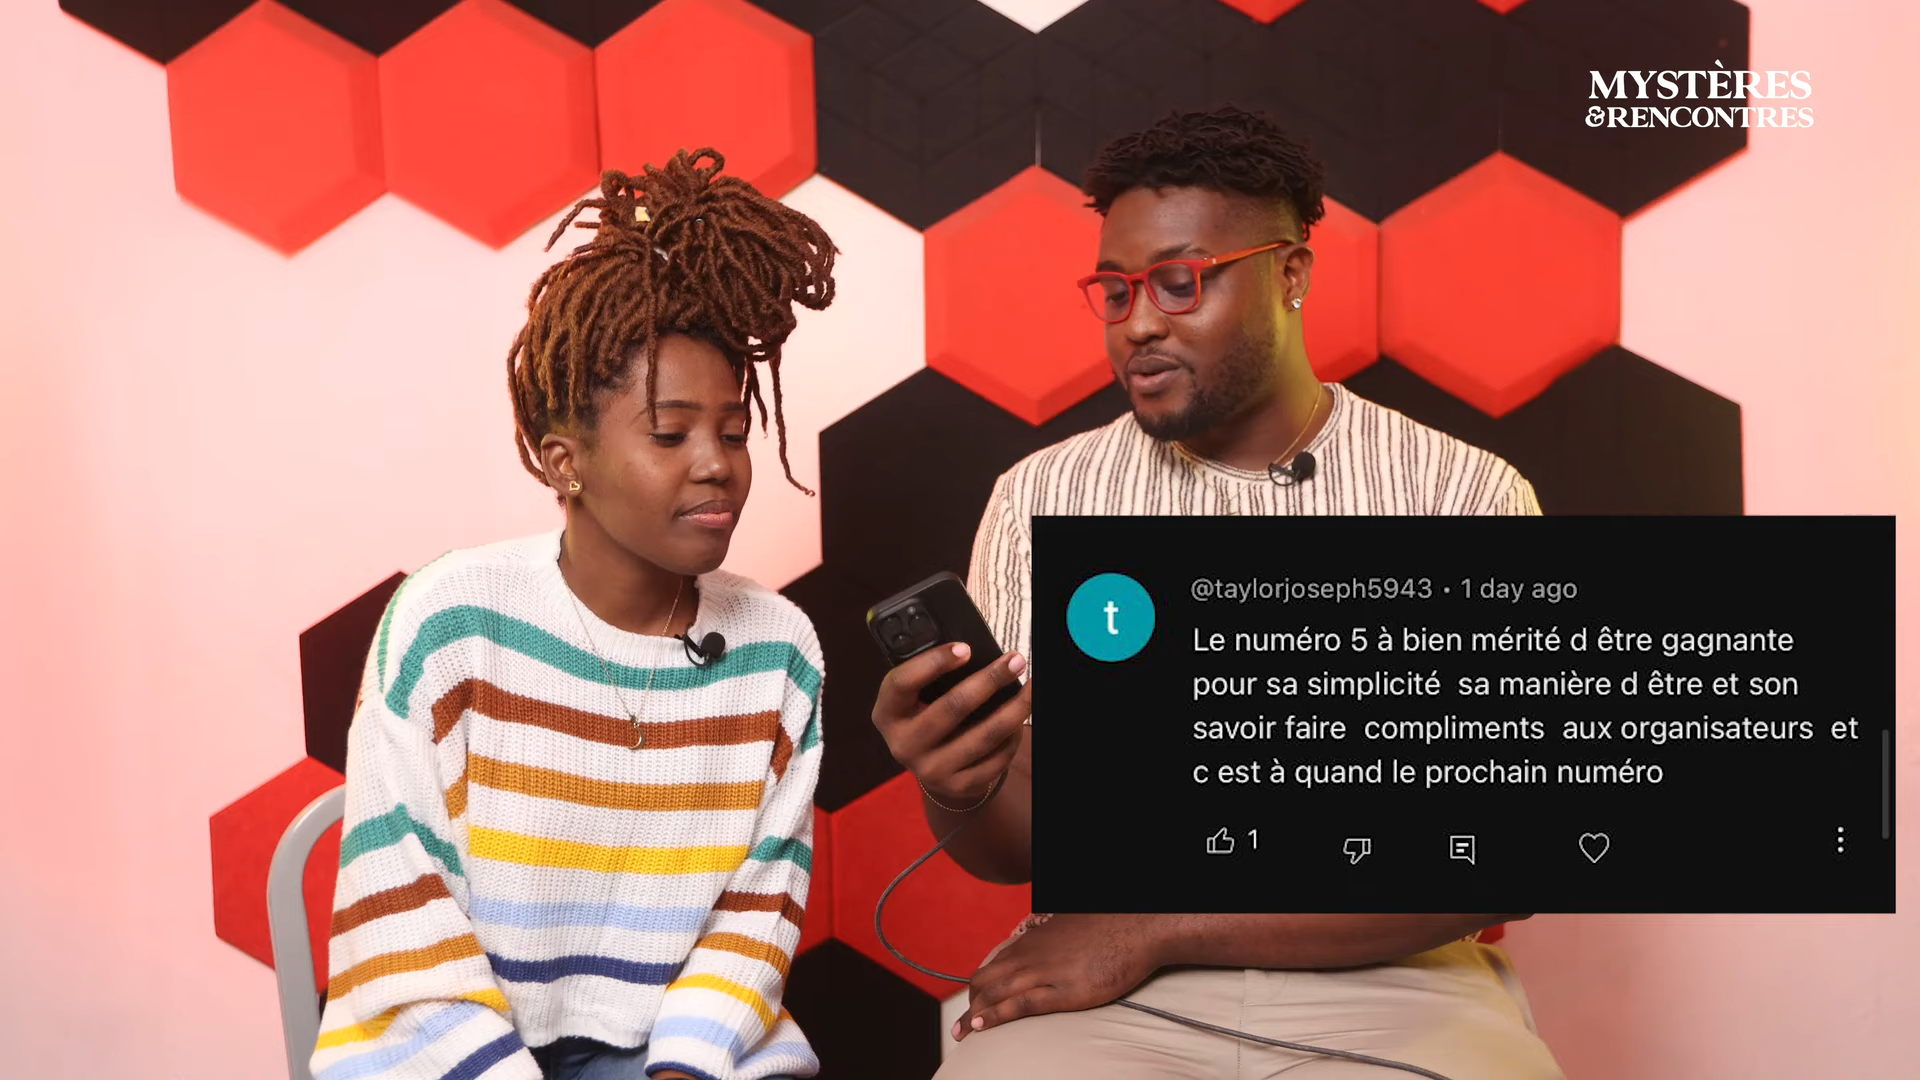 MYSTÈRES
&RENCONTRES
t
@taylorjoseph5943 • 1 day ago
Le numéro 5 à bien mérité d être gagnante
pour sa simplicité  sa manière d être et son
savoir faire  compliments  aux organisateurs  et
c est à quand le prochain numéro
1